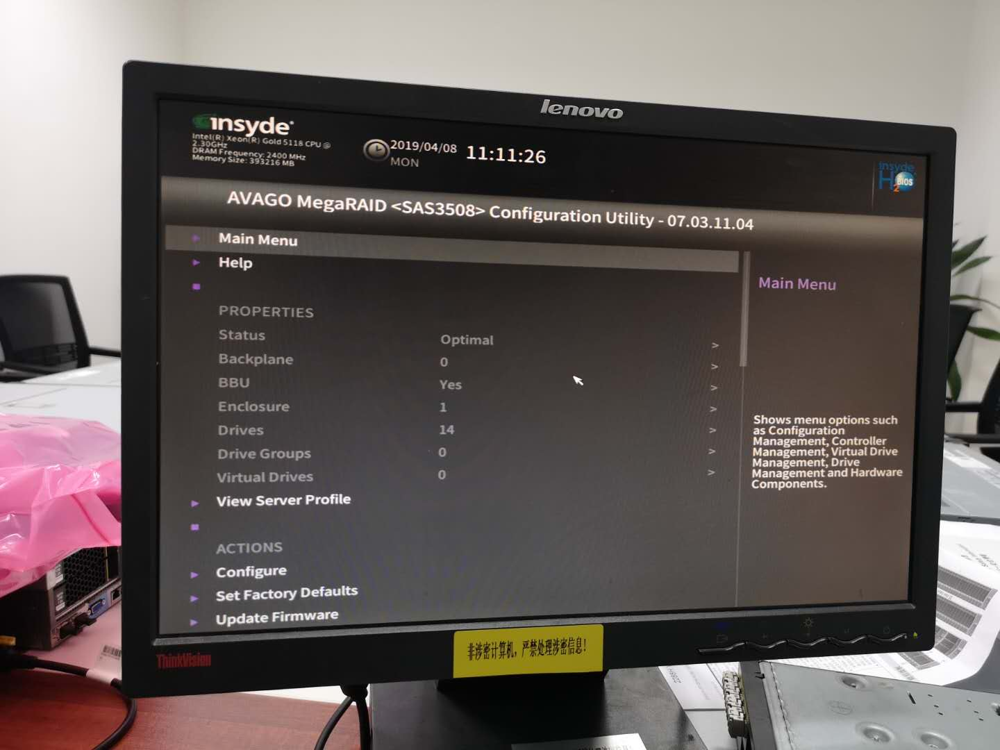 lenovo
insyde
Intel(R) Xeon(R) Gold 5118 CPU @
2.30GHz
DRAM Frequency: 2400 MHz
Memory Size: 393216 MB
2019/04/08 11:11:26
MON
insyde
H2
BIOS
AVAGO MegaRAID <SAS3508> Configuration Utility - 07.03.11.04
Main Menu
Help
PROPERTIES
Status Optimal >
Backplane 0 >
BBU Yes >
Enclosure 1 >
Drives 14 >
Drive Groups 0 >
Virtual Drives 0 >
View Server Profile
ACTIONS
Configure
Set Factory Defaults
Update Firmware
Main Menu
Shows menu options such
as Configuration
Management, Controller
Management, Virtual Drive
Management, Drive
Management and Hardware
Components.
ThinkVision
非涉密计算机，严禁处理涉密信息！
2288H